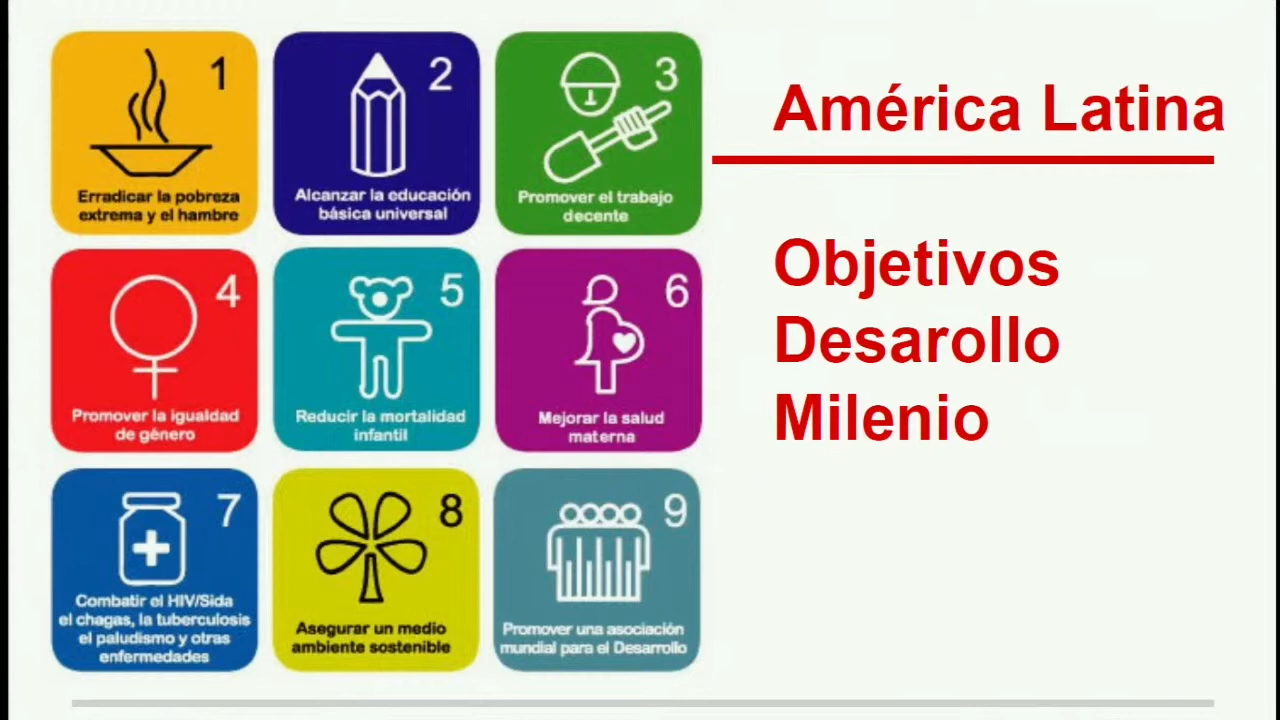 1
Erradicar la pobreza
extrema y el hambre
2
Alcanzar la educación
básica universal
3
Promover el trabajo
decente
4
Promover la igualdad
de género
5
Reducir la mortalidad
infantil
6
Mejorar la salud
materna
7
Combatir el HIV/Sida
el chagas, la tuberculosis
el paludismo y otras
enfermedades
8
Asegurar un medio
ambiente sostenible
9
Promover una asociación
mundial para el Desarrollo
América Latina
Objetivos
Desarollo
Milenio